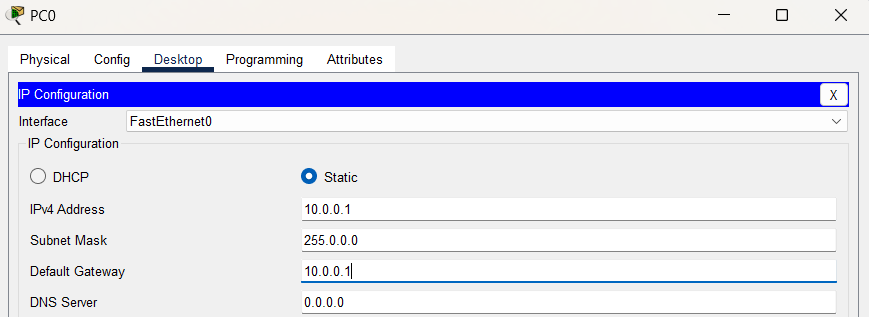 PC0
Physical Config Desktop Programming Attributes
IP Configuration X
Interface FastEthernet0
IP Configuration
DHCP Static
IPv4 Address 10.0.0.1
Subnet Mask 255.0.0.0
Default Gateway 10.0.0.1
DNS Server 0.0.0.0